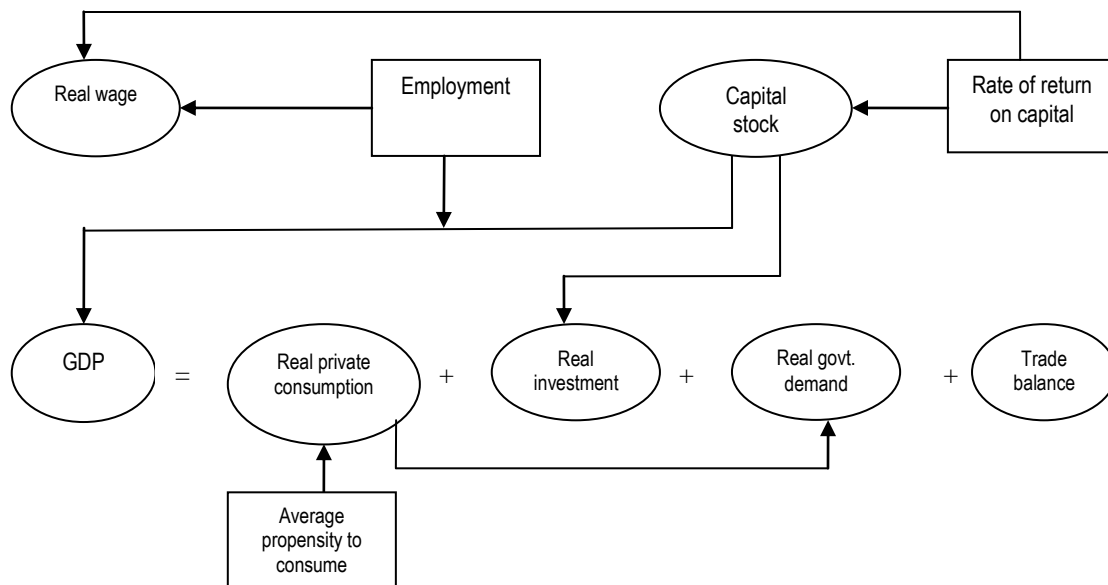 Real wage
Employment
Capital
stock
Rate of return
on capital
GDP
=
Real private
consumption
+
Real
investment
+
Real govt.
demand
+
Trade
balance
Average
propensity to
consume